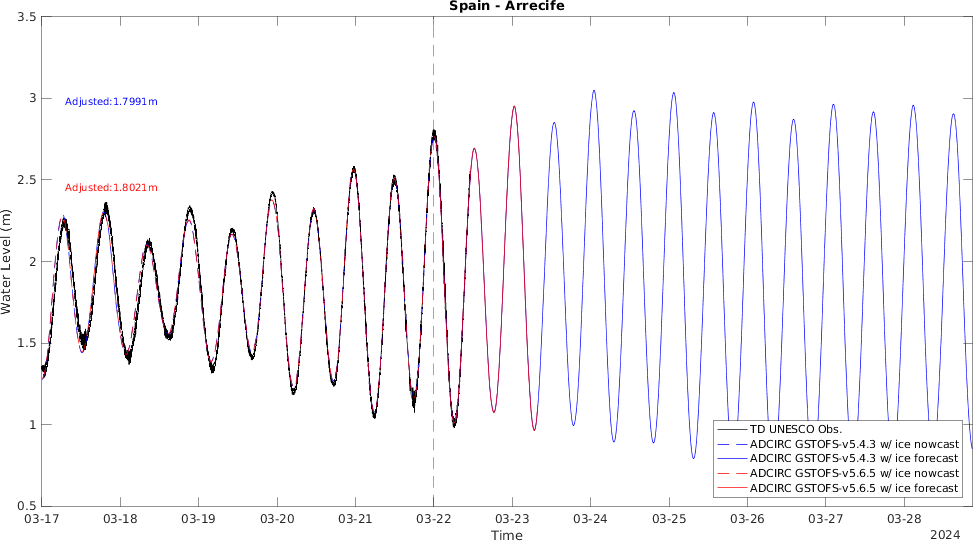 Spain - Arrecife
3.5
3
2.5
2
1.5
1
0.5
Water Level (m)
Adjusted:1.7991m
Adjusted:1.8021m
TD UNESCO Obs.
ADCIRC GSTOFS-v5.4.3 w/ ice nowcast
ADCIRC GSTOFS-v5.4.3 w/ ice forecast
ADCIRC GSTOFS-v5.6.5 w/ ice nowcast
ADCIRC GSTOFS-v5.6.5 w/ ice forecast
03-17 03-18 03-19 03-20 03-21 03-22 03-23 03-24 03-25 03-26 03-27 03-28
Time
2024